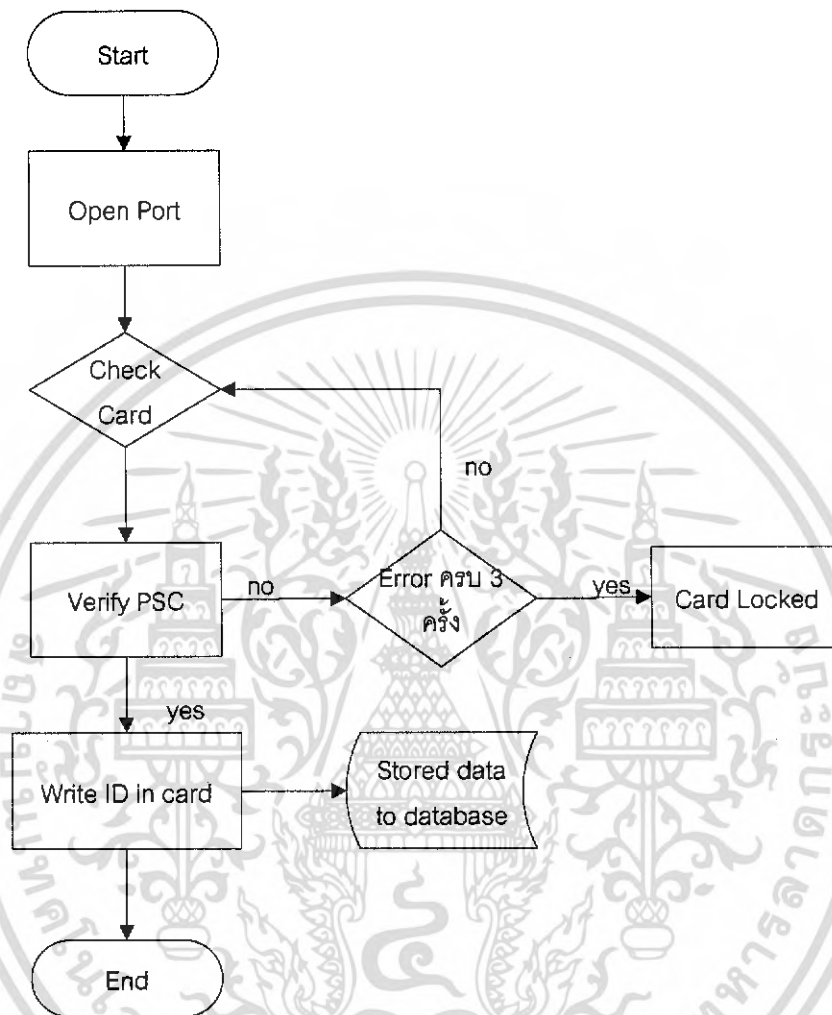 Start
Open Port
Check
Card
no
Verify PSC
no
Error ครบ 3
ครั้ง
yes
Card Locked
yes
Write ID in card
Stored data
to database
End